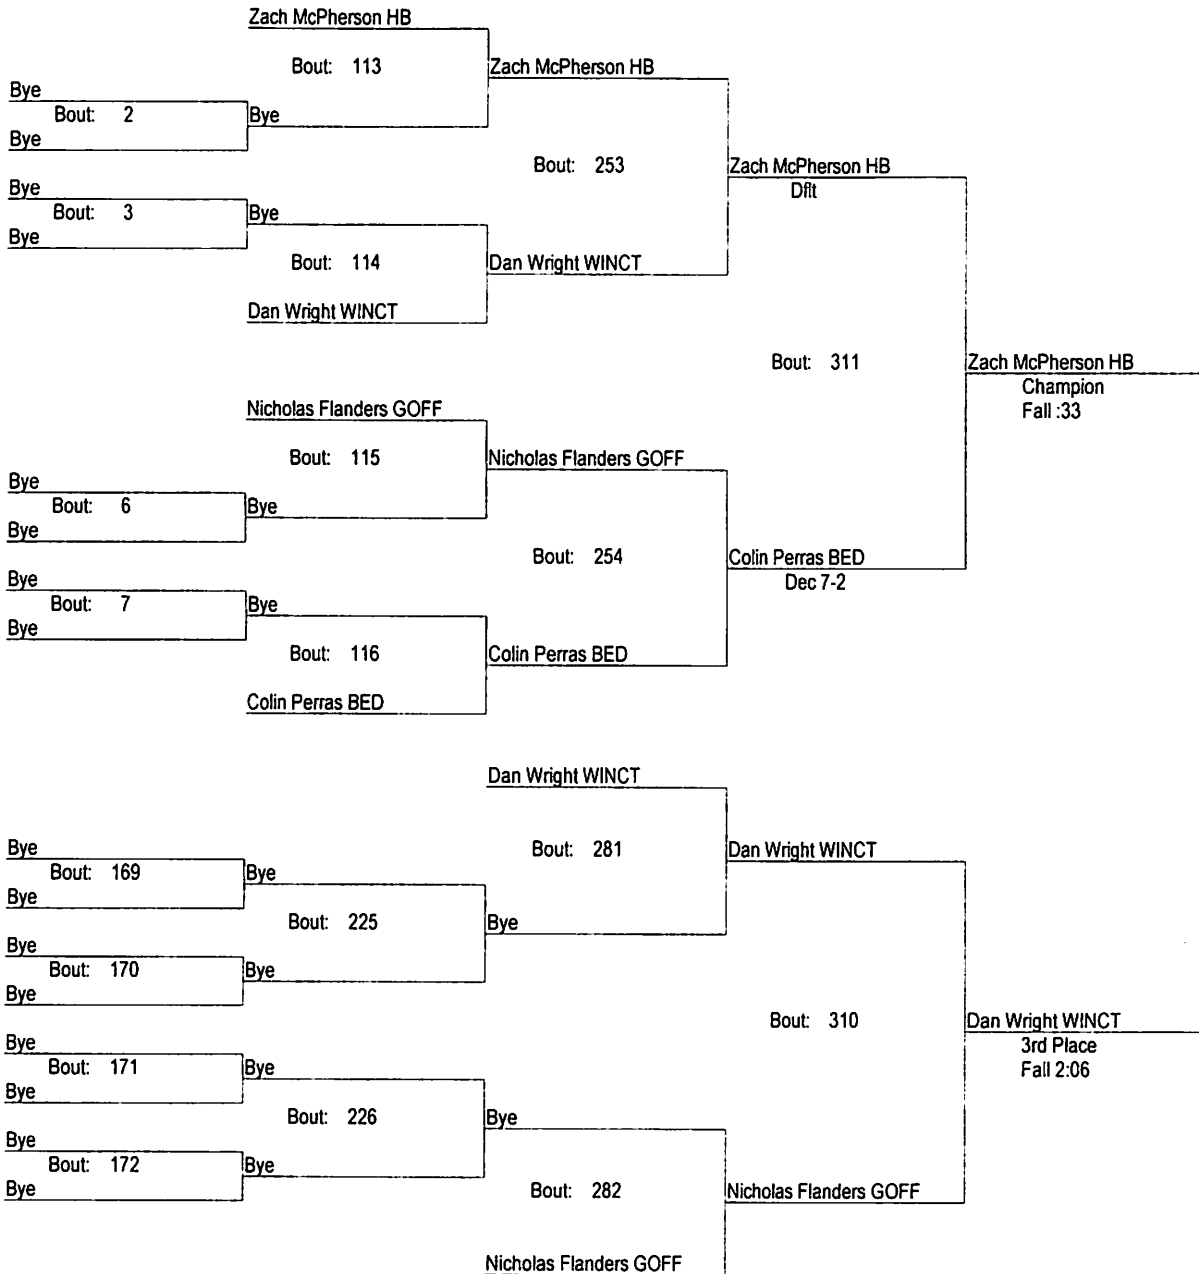 Zach McPherson HB
Bout: 113
Zach McPherson HB
Bye
Bout: 2
Bye
Bye
Bout: 253
Zach McPherson HB
Dflt
Bye
Bout: 3
Bye
Bye
Bout: 114
Dan Wright WINCT
Dan Wright WINCT
Bout: 311
Zach McPherson HB
Champion
Fall :33
Nicholas Flanders GOFF
Bout: 115
Nicholas Flanders GOFF
Bye
Bout: 6
Bye
Bye
Bout: 254
Colin Perras BED
Dec 7-2
Bye
Bout: 7
Bye
Bye
Bout: 116
Colin Perras BED
Colin Perras BED
Dan Wright WINCT
Bout: 281
Dan Wright WINCT
Bye
Bout: 169
Bye
Bye
Bout: 225
Bye
Bye
Bout: 170
Bye
Bye
Bout: 310
Dan Wright WINCT
3rd Place
Fall 2:06
Bye
Bout: 171
Bye
Bye
Bout: 226
Bye
Bye
Bout: 172
Bye
Bye
Bout: 282
Nicholas Flanders GOFF
Nicholas Flanders GOFF